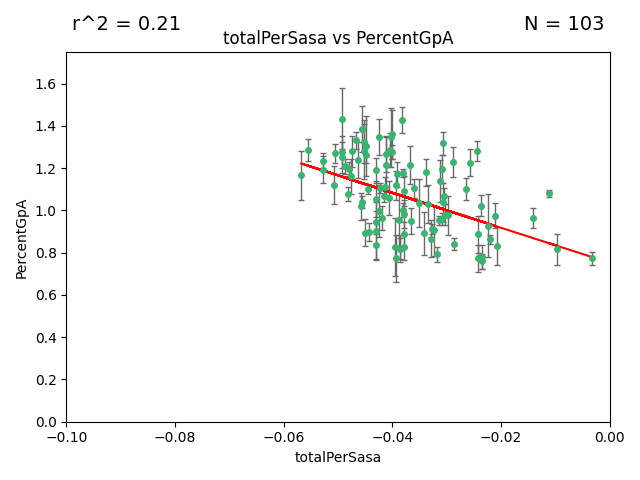 r^2 = 0.21
N = 103
totalPerSasa vs PercentGpA
1.6
1.4
1.2
1.0
0.8
0.6
0.4
0.2
0.0
PercentGpA
−0.10 −0.08 −0.06 −0.04 −0.02 0.00
totalPerSasa